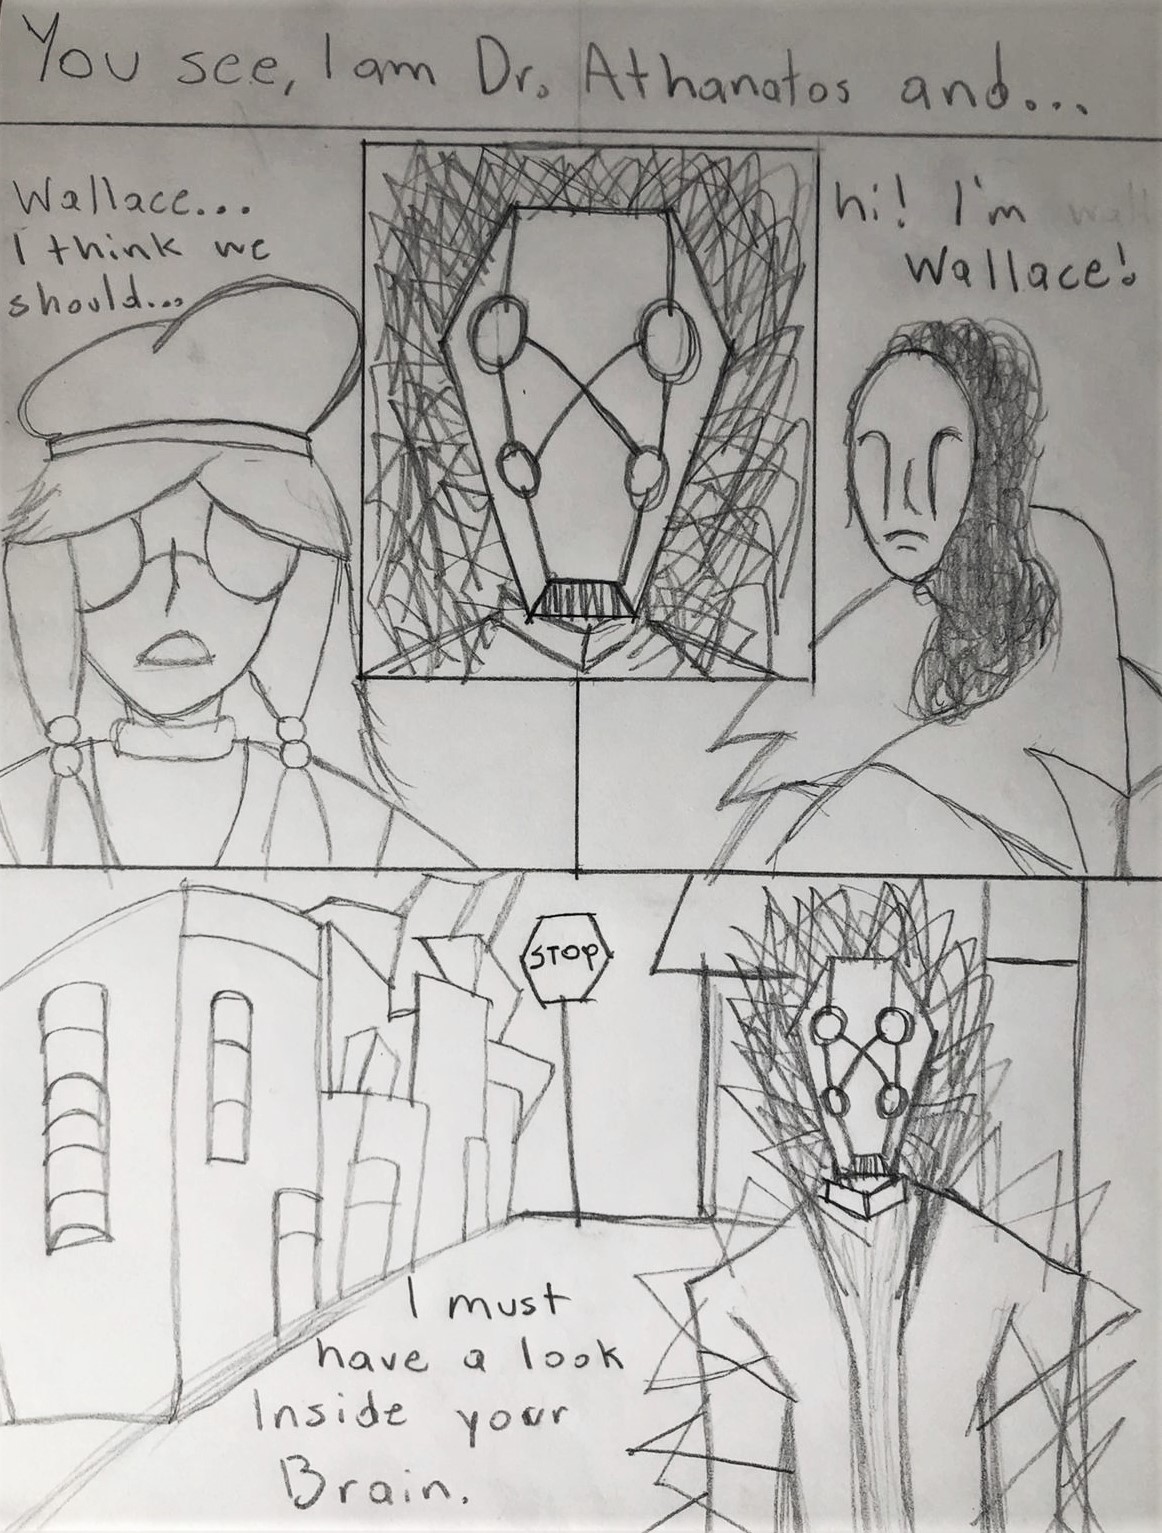 You see, I am Dr. Athanatos and...
Wallace...
I think we
should...
hi! I'm wall
Wallace!
STOP
I must
have a look
Inside your
Brain.